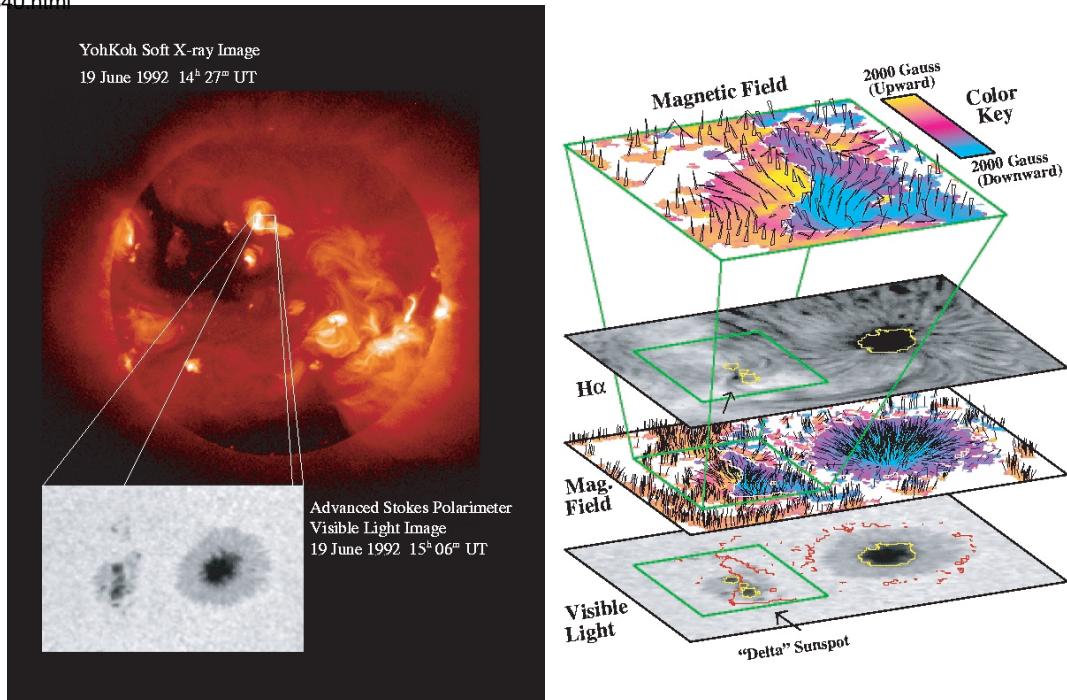 40.html
YohKoh Soft X-ray Image
19 June 1992 14ʰ 27ᵐ UT
Advanced Stokes Polarimeter
Visible Light Image
19 June 1992 15ʰ 06ᵐ UT
Magnetic Field
2000 Gauss
(Upward)
Color
Key
2000 Gauss
(Downward)
Hα
Mag.
Field
Visible
Light
“Delta” Sunspot